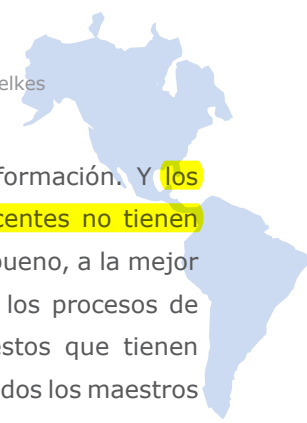 elkes
formación. Y los
centes no tienen
bueno, a la mejor
los procesos de
estos que tienen
dos los maestros